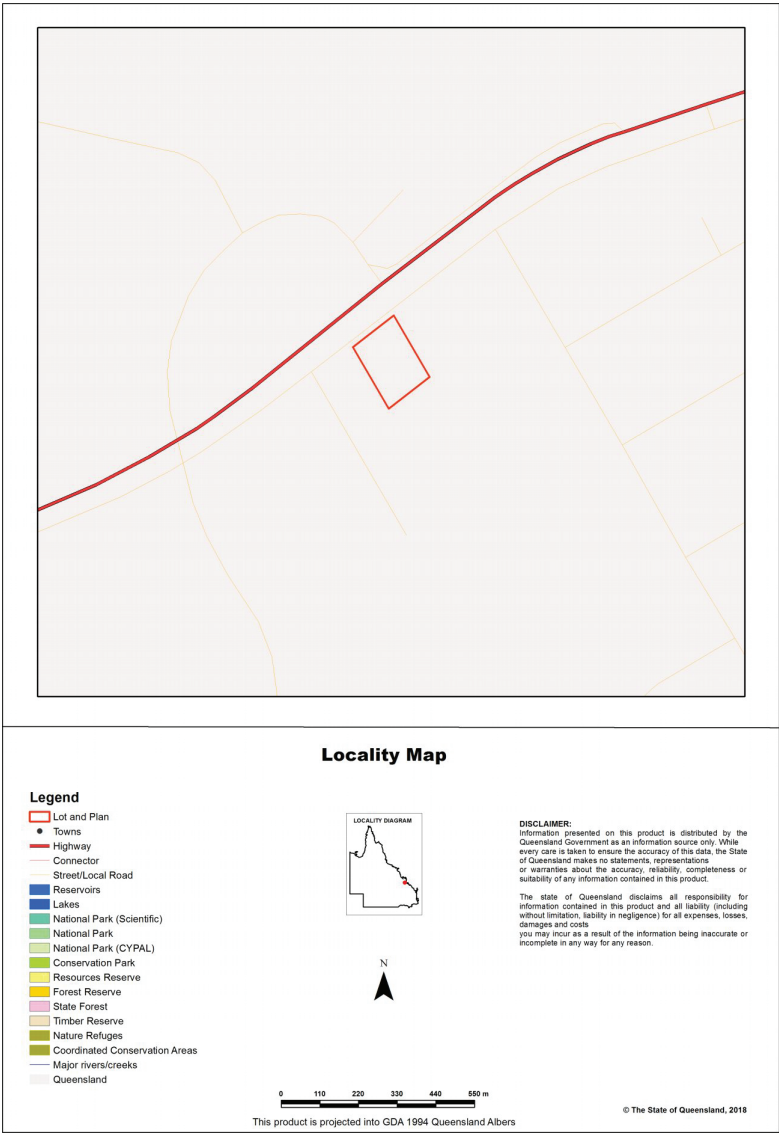 Locality Map
Legend
Lot and Plan
Towns
Highway
Connector
Street/Local Road
Reservoirs
Lakes
National Park (Scientific)
National Park
National Park (CYPAL)
Conservation Park
Resources Reserve
Forest Reserve
State Forest
Timber Reserve
Nature Refuges
Coordinated Conservation Areas
Major rivers/creeks
Queensland
LOCALITY DIAGRAM
N
0 110 220 330 440 550 m
This product is projected into GDA 1994 Queensland Albers
DISCLAIMER:
Information presented on this product is distributed by the
Queensland Government as an information source only. While
every care is taken to ensure the accuracy of this data, the State
of Queensland makes no statements, representations
or warranties about the accuracy, reliability, completeness or
suitability of any information contained in this product.
The state of Queensland disclaims all responsibility for
information contained in this product and all liability (including
without limitation, liability in negligence) for all expenses, losses,
damages and costs
you may incur as a result of the information being inaccurate or
incomplete in any way for any reason.
© The State of Queensland, 2018